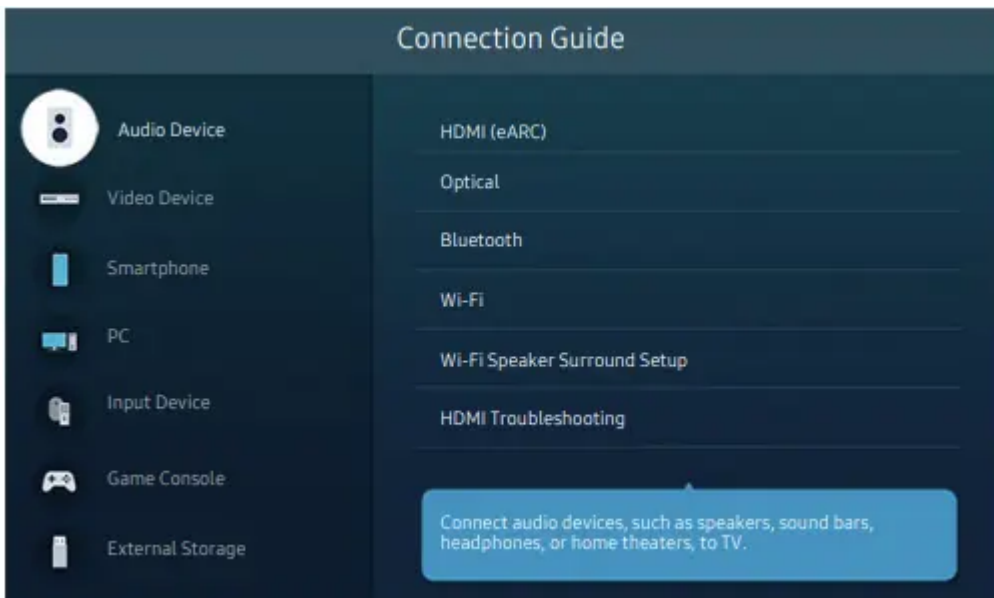 Connection Guide
Audio Device
Video Device
Smartphone
PC
Input Device
Game Console
External Storage
HDMI (eARC)
Optical
Bluetooth
Wi-Fi
Wi-Fi Speaker Surround Setup
HDMI Troubleshooting
Connect audio devices, such as speakers, sound bars,
headphones, or home theaters, to TV.